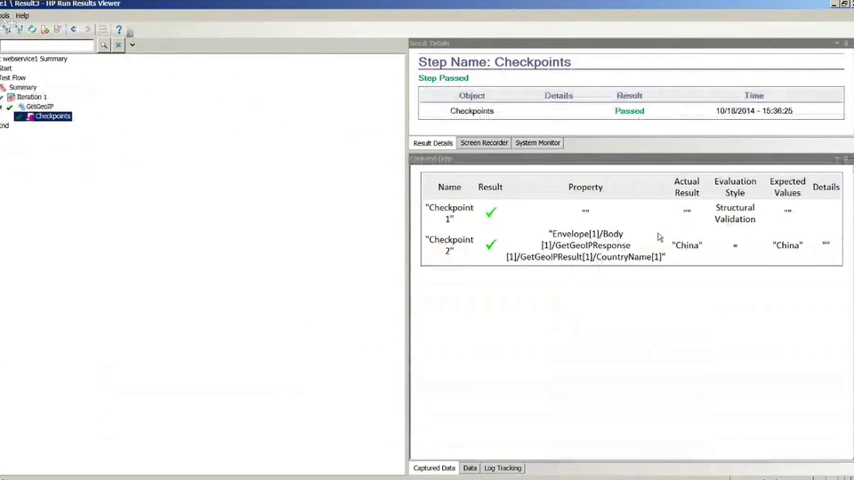 e1 \ Result3 - HP Run Results Viewer
ols Help
webservice1 Summary
Start
Test Flow
Summary
Iteration 1
GetGeoIP
Checkpoints
End
Result Details
Step Name: Checkpoints
Step Passed
Object Details Result Time
Checkpoints Passed 10/18/2014 - 15:36:25
Result Details Screen Recorder System Monitor
Captured Data
Name Result Property Actual Result Evaluation Style Expected Values Details
"Checkpoint 1" "" "" Structural Validation ""
"Checkpoint 2" "Envelope[1]/Body [1]/GetGeoIPResponse [1]/GetGeoIPResult[1]/CountryName[1]" "China" = "China" ""
Captured Data Data Log Tracking